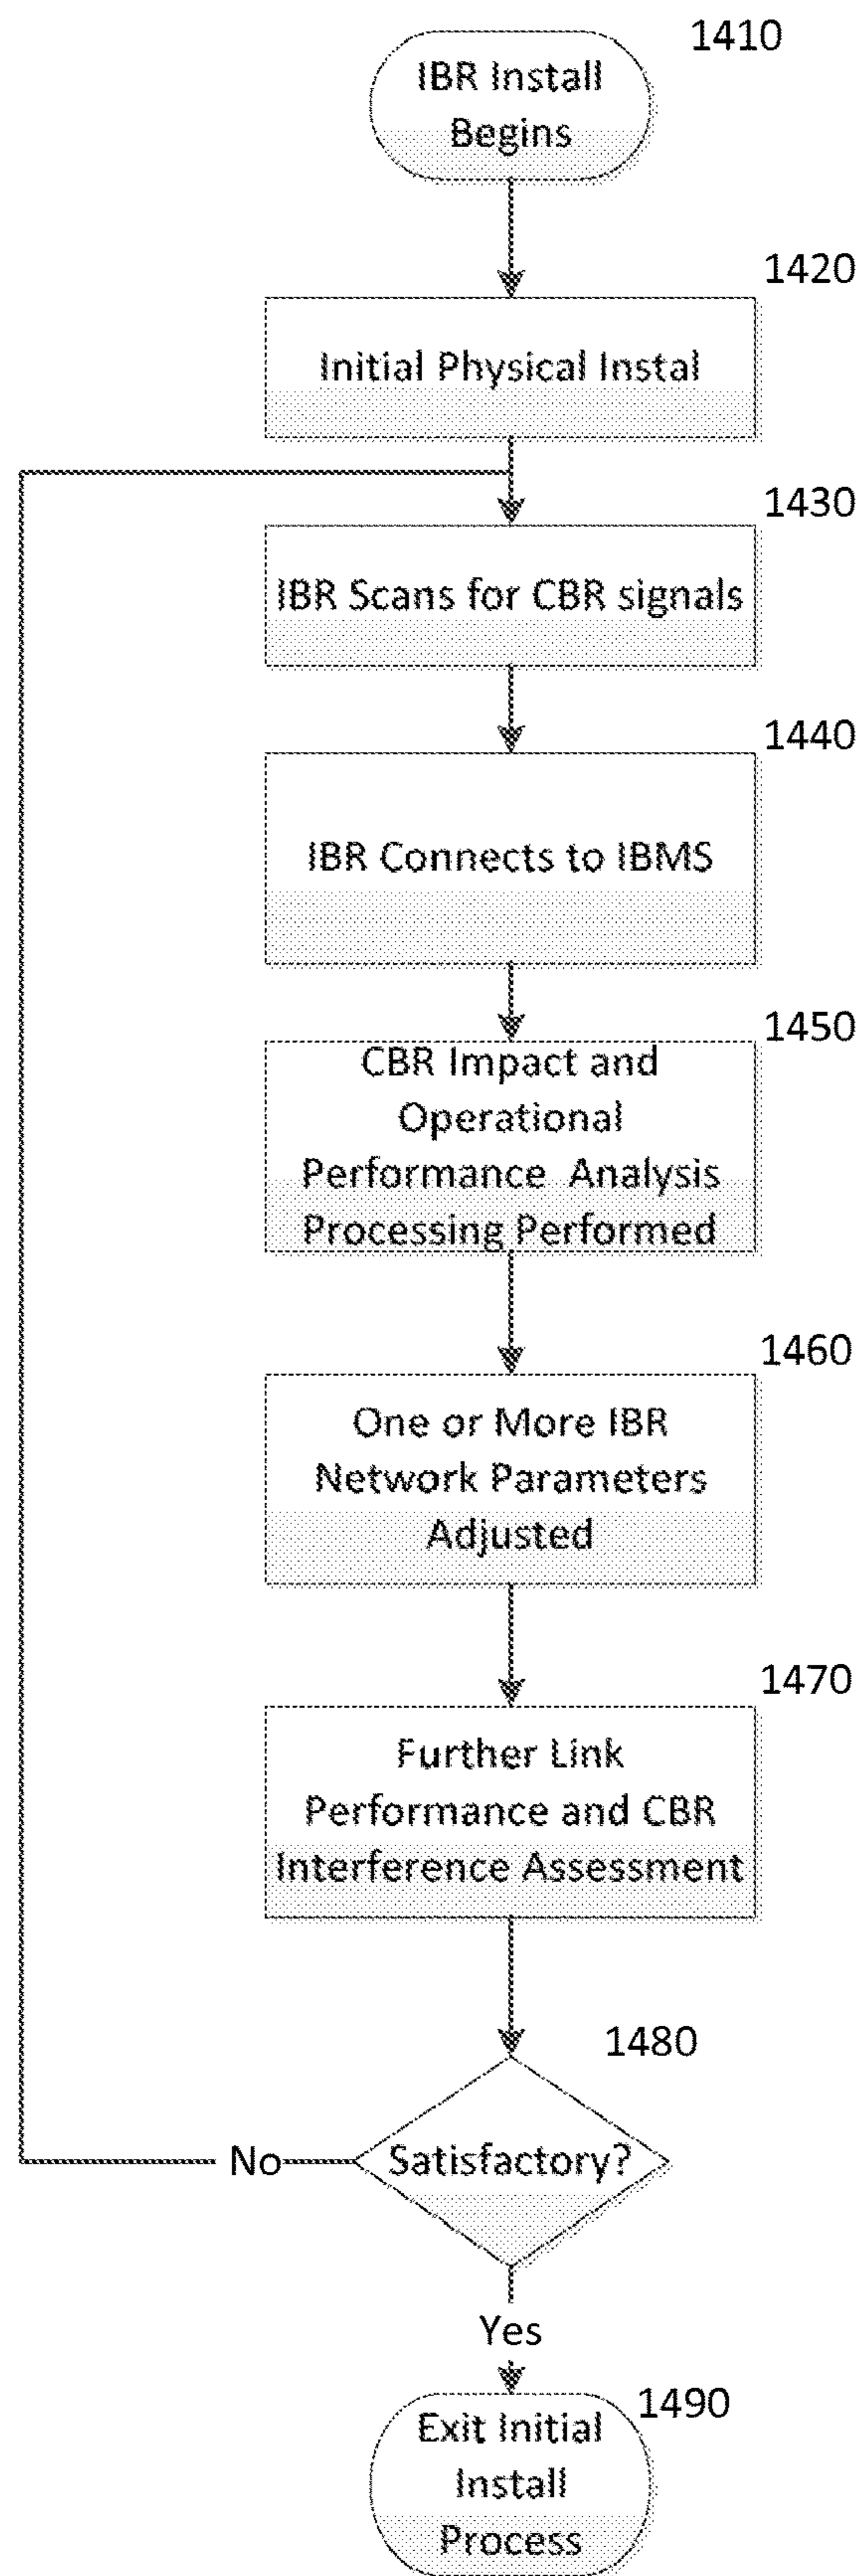 1410
IBR Install
Begins
1420
Initial Physical Instal
1430
IBR Scans for CBR signals
1440
IBR Connects to IBMS
1450
CBR Impact and
Operational
Performance Analysis
Processing Performed
1460
One or More IBR
Network Parameters
Adjusted
1470
Further Link
Performance and CBR
Interference Assessment
1480
Satisfactory?
No
Yes
1490
Exit Initial
Install
Process